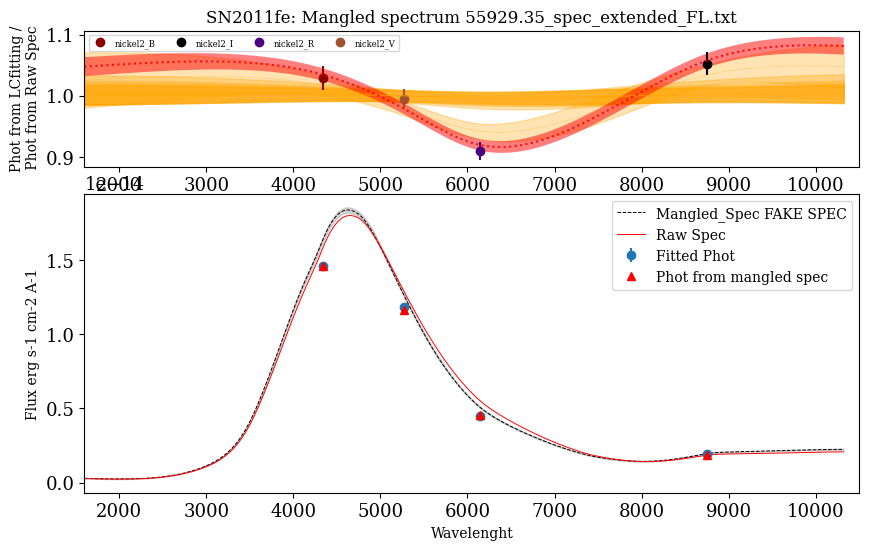 SN2011fe: Mangled spectrum 55929.35_spec_extended_FL.txt
Phot from LCfitting /
Phot from Raw Spec
1.1
1.0
0.9
nickel2_B
nickel2_I
nickel2_R
nickel2_V
2000 3000 4000 5000 6000 7000 8000 9000 10000
1e−14
Flux erg s-1 cm-2 A-1
1.5
1.0
0.5
0.0
Mangled_Spec FAKE SPEC
Raw Spec
Fitted Phot
Phot from mangled spec
2000 3000 4000 5000 6000 7000 8000 9000 10000
Wavelenght